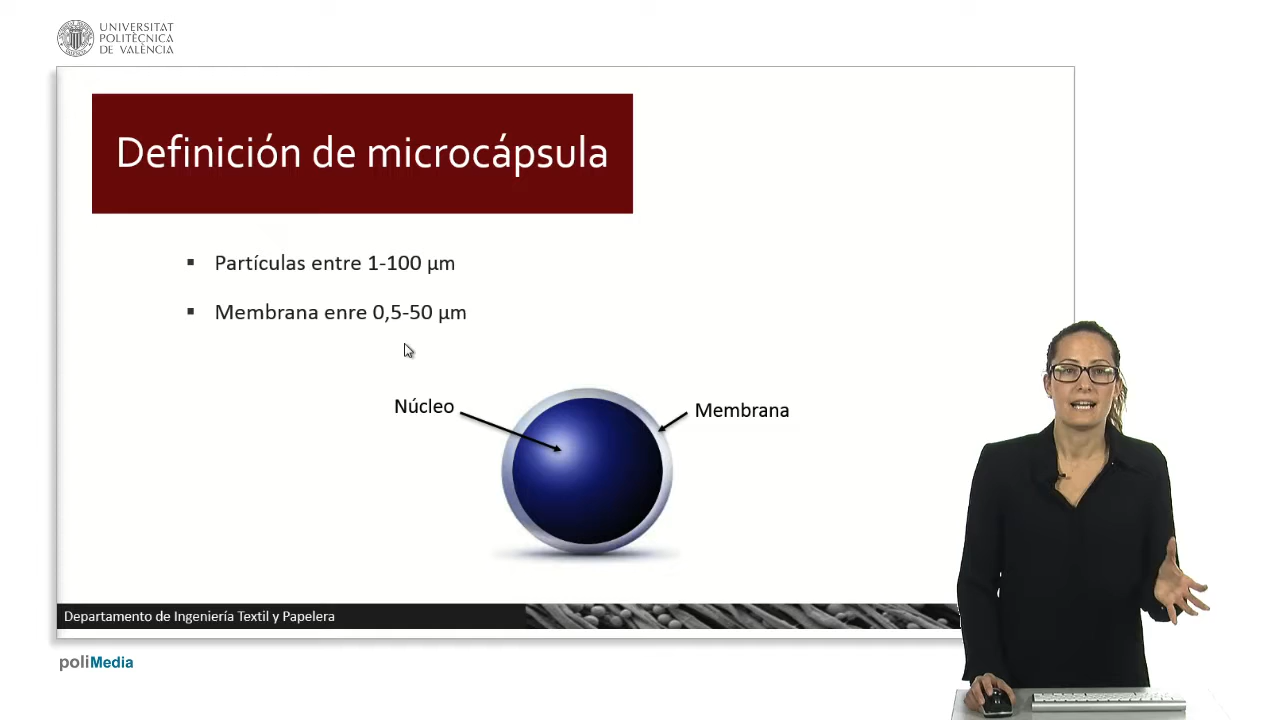 UNIVERSITAT
POLITÈCNICA
DE VALÈNCIA
Definición de microcápsula
▪ Partículas entre 1-100 µm
▪ Membrana enre 0,5-50 µm
Núcleo
Membrana
Departamento de Ingeniería Textil y Papelera
poliMedia